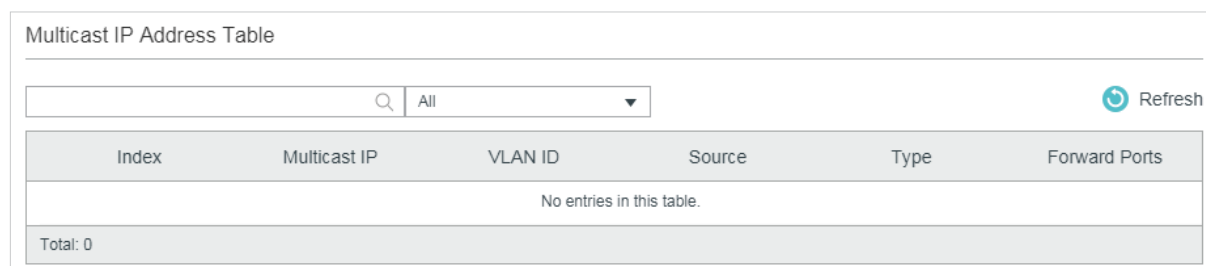 Multicast IP Address Table
All
Refresh
Index Multicast IP VLAN ID Source Type Forward Ports
No entries in this table.
Total: 0